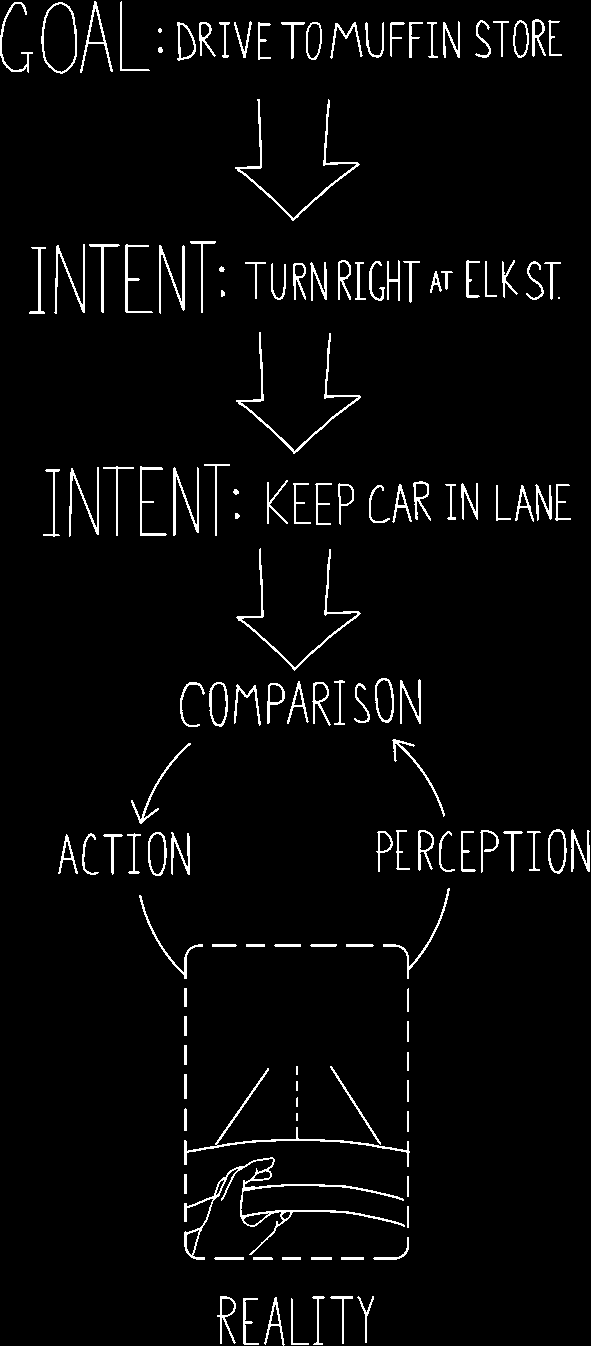 GOAL: DRIVE TO MUFFIN STORE
INTENT: TURN RIGHT AT ELK ST.
INTENT: KEEP CAR IN LANE
COMPARISON
ACTION
PERCEPTION
REALITY